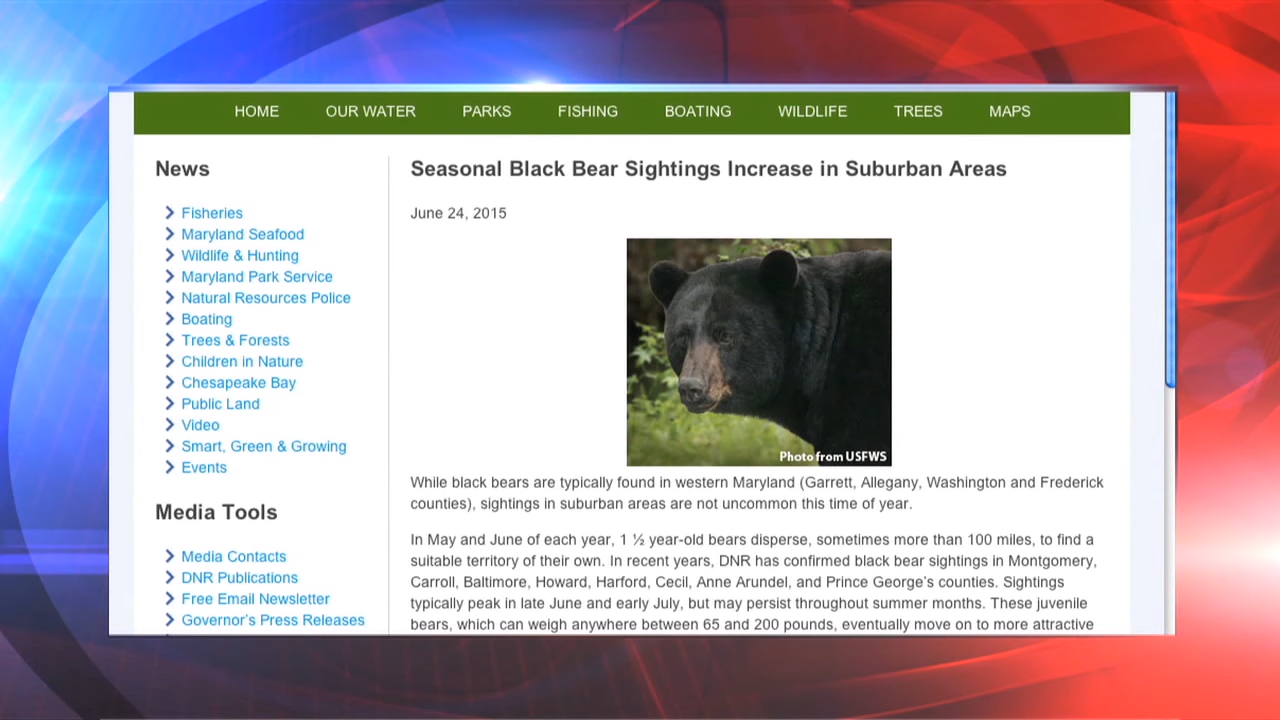 HOME OUR WATER PARKS FISHING BOATING WILDLIFE TREES MAPS
News
Fisheries
Maryland Seafood
Wildlife & Hunting
Maryland Park Service
Natural Resources Police
Boating
Trees & Forests
Children in Nature
Chesapeake Bay
Public Land
Video
Smart, Green & Growing
Events
Media Tools
Media Contacts
DNR Publications
Free Email Newsletter
Governor's Press Releases
Seasonal Black Bear Sightings Increase in Suburban Areas
June 24, 2015
Photo from USFWS
While black bears are typically found in western Maryland (Garrett, Allegany, Washington and Frederick
counties), sightings in suburban areas are not uncommon this time of year.
In May and June of each year, 1 ½ year-old bears disperse, sometimes more than 100 miles, to find a
suitable territory of their own. In recent years, DNR has confirmed black bear sightings in Montgomery,
Carroll, Baltimore, Howard, Harford, Cecil, Anne Arundel, and Prince George's counties. Sightings
typically peak in late June and early July, but may persist throughout summer months. These juvenile
bears, which can weigh anywhere between 65 and 200 pounds, eventually move on to more attractive